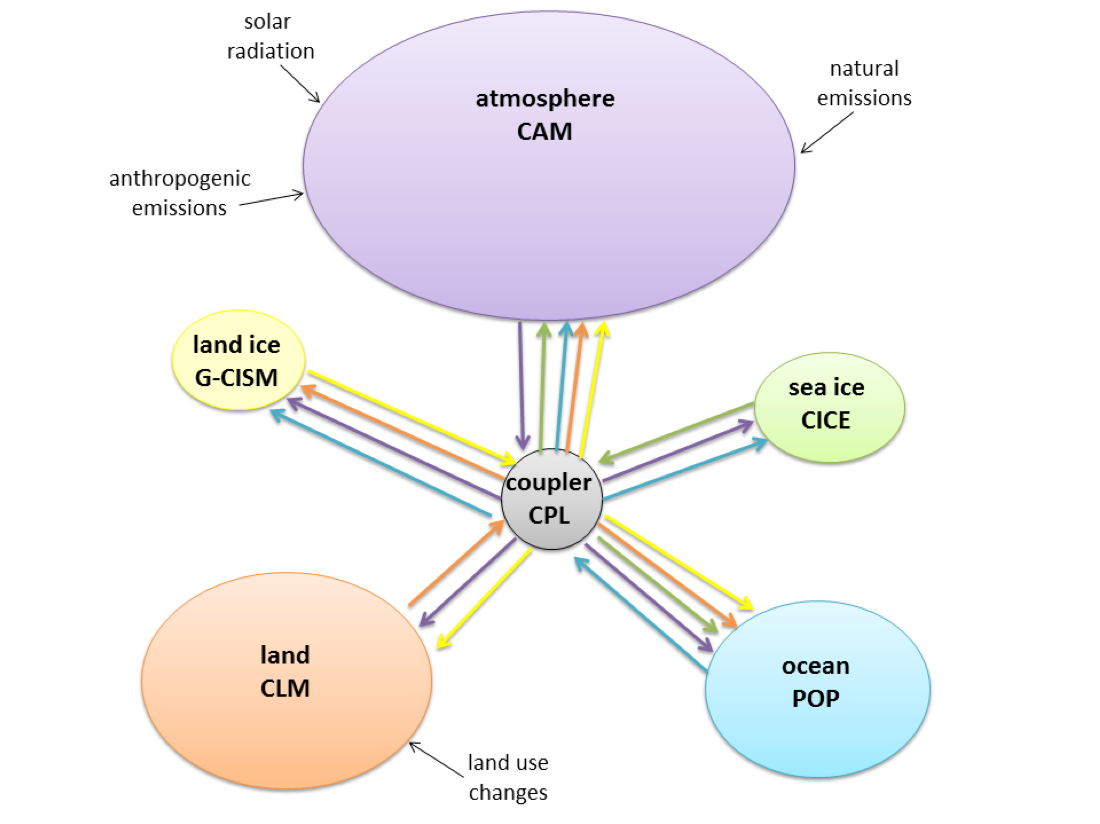 solar
radiation
natural
emissions
atmosphere
CAM
anthropogenic
emissions
land ice
G-CISM
sea ice
CICE
coupler
CPL
land
CLM
ocean
POP
land use
changes